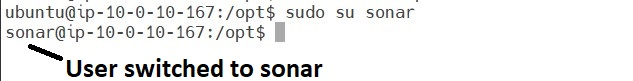 ubuntu@ip-10-0-10-167:/opt$ sudo su sonar
sonar@ip-10-0-10-167:/opt$
User switched to sonar